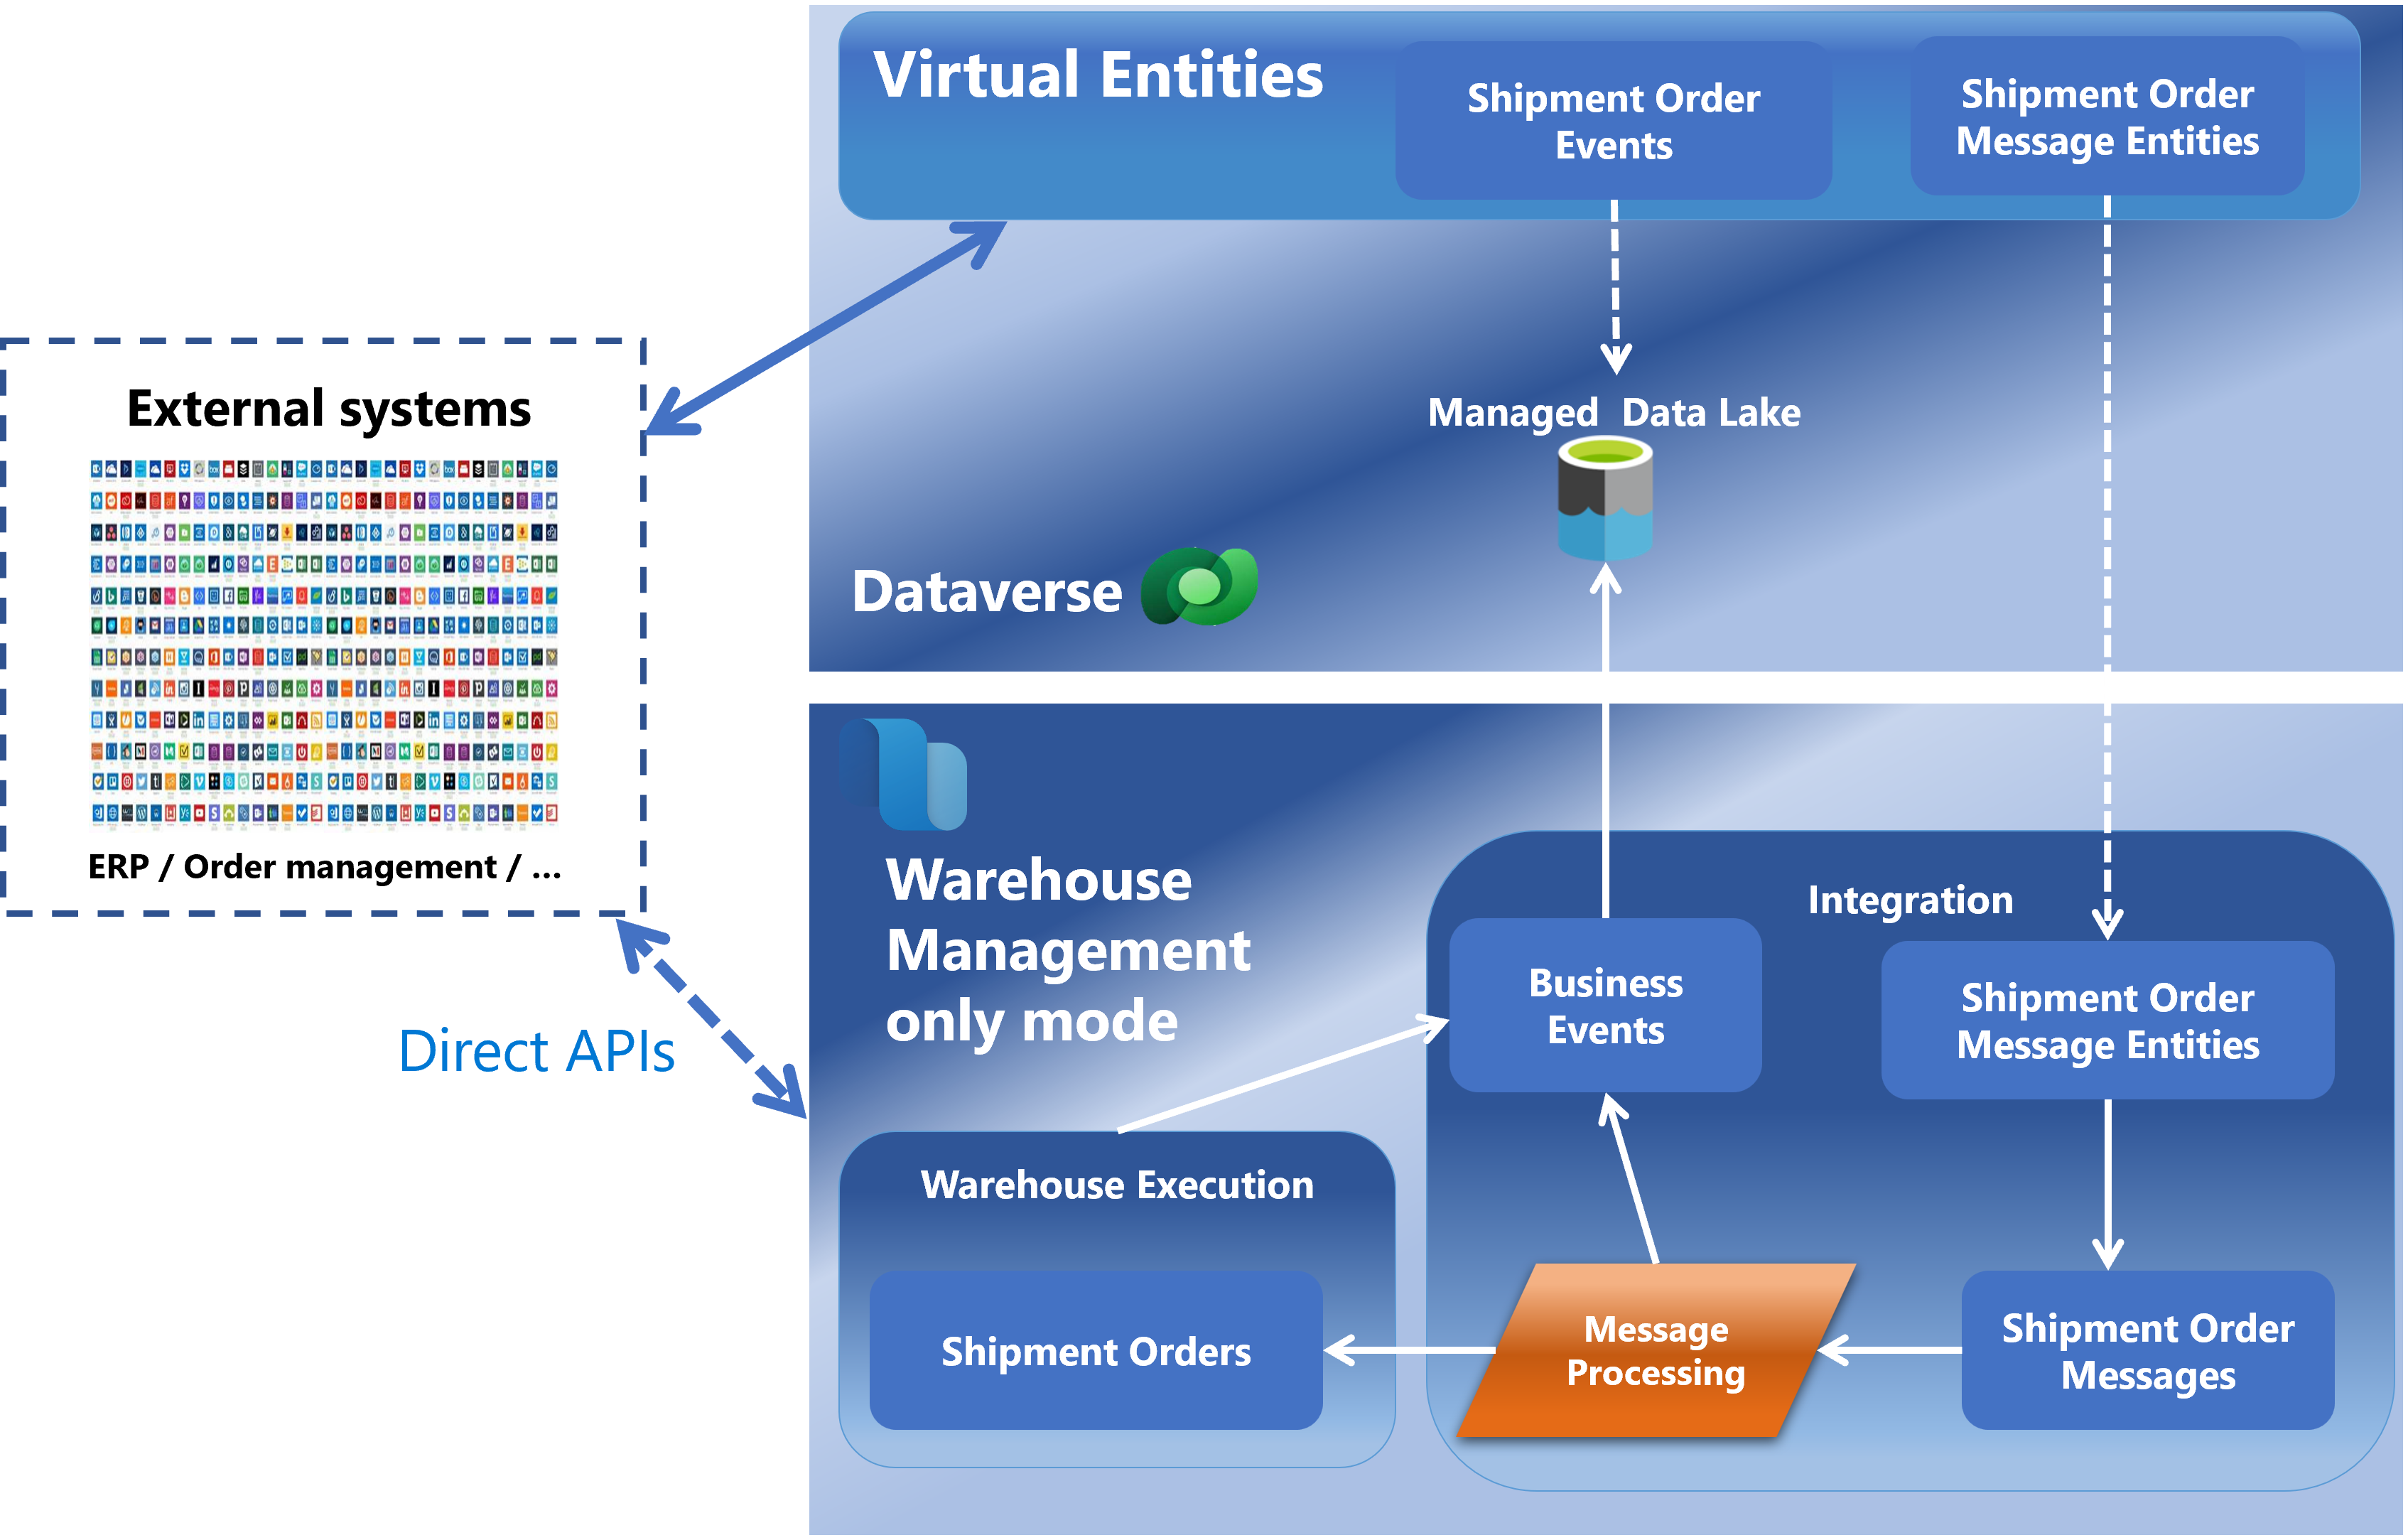 Virtual Entities
Shipment Order
Events
Shipment Order
Message Entities
External systems
ERP / Order management / ...
Managed  Data Lake
Dataverse
Direct APIs
Warehouse
Management
only mode
Integration
Business
Events
Shipment Order
Message Entities
Warehouse Execution
Shipment Orders
Message
Processing
Shipment Order
Messages